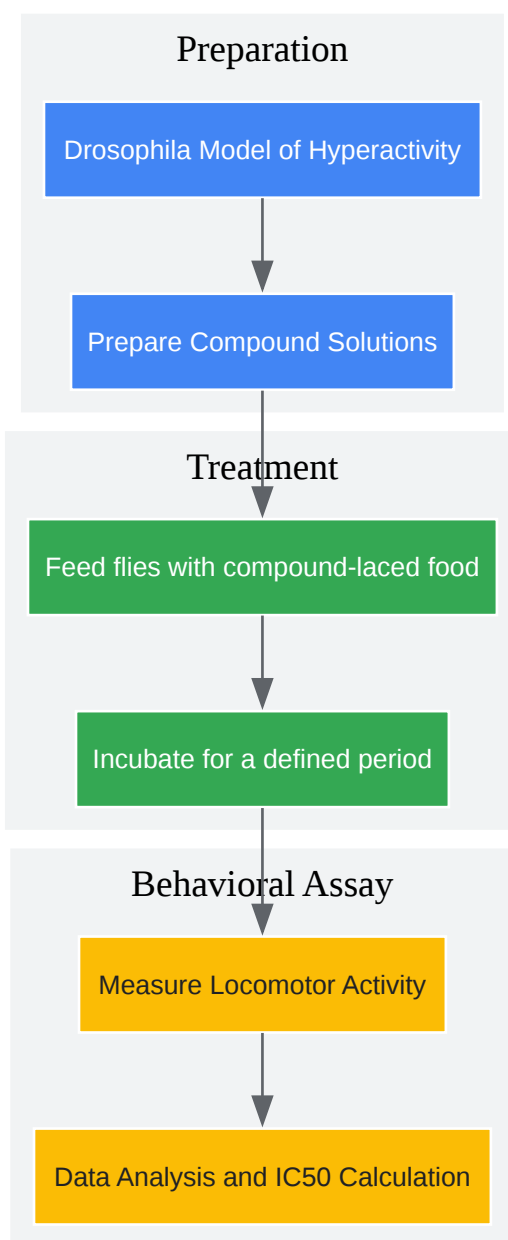 Preparation
Drosophila Model of Hyperactivity
Prepare Compound Solutions
Treatment
Feed flies with compound-laced food
Incubate for a defined period
Behavioral Assay
Measure Locomotor Activity
Data Analysis and IC50 Calculation